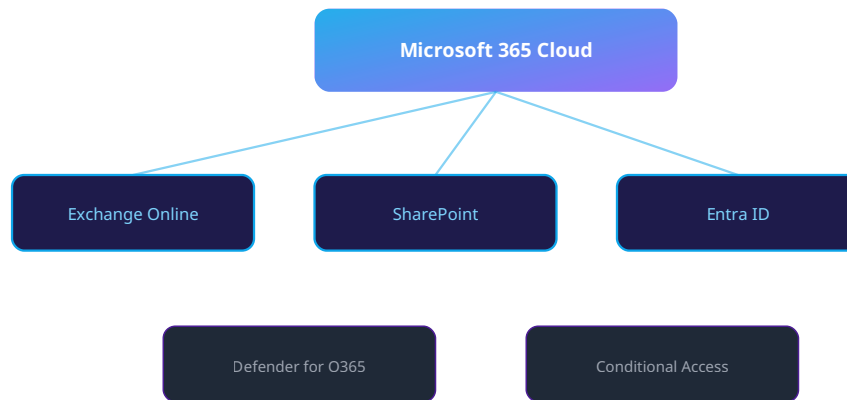 Microsoft 365 Cloud
Exchange Online
SharePoint
Entra ID
Defender for O365
Conditional Access